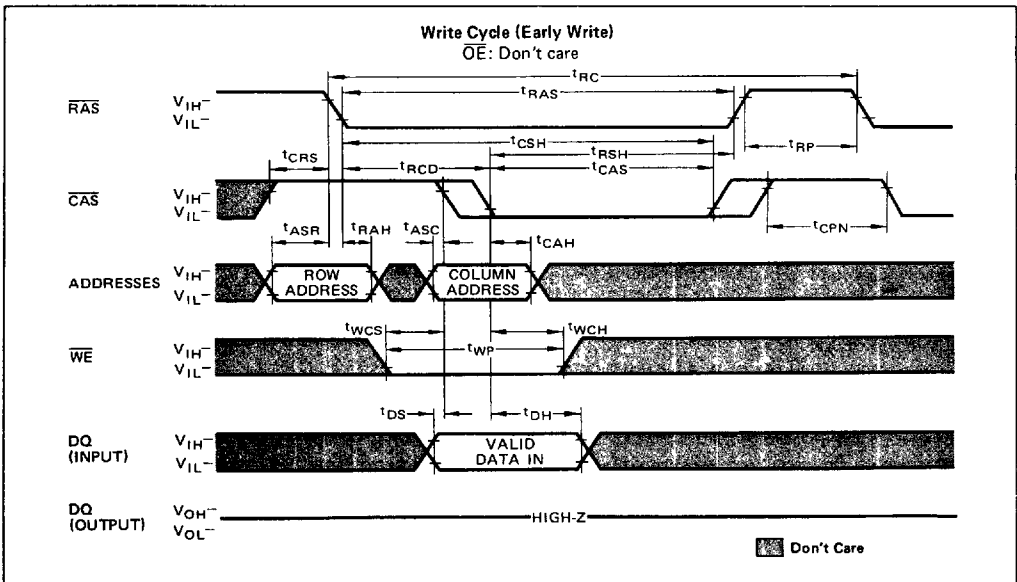 Write Cycle (Early Write)
OE: Don't care
tRC
RAS
VIH
VIL
tRAS
tCSH
tRSH
tRP
tCRS
tRCD
tCAS
CAS
VIH
VIL
tASR
tRAH
tASC
tCAH
tCPN
ADDRESSES
VIH
VIL
ROW
ADDRESS
COLUMN
ADDRESS
tWCS
tWCH
tWP
WE
VIH
VIL
tDS
tDH
DQ
(INPUT)
VIH
VIL
VALID
DATA IN
DQ
(OUTPUT)
VOH
VOL
HIGH-Z
Don't Care